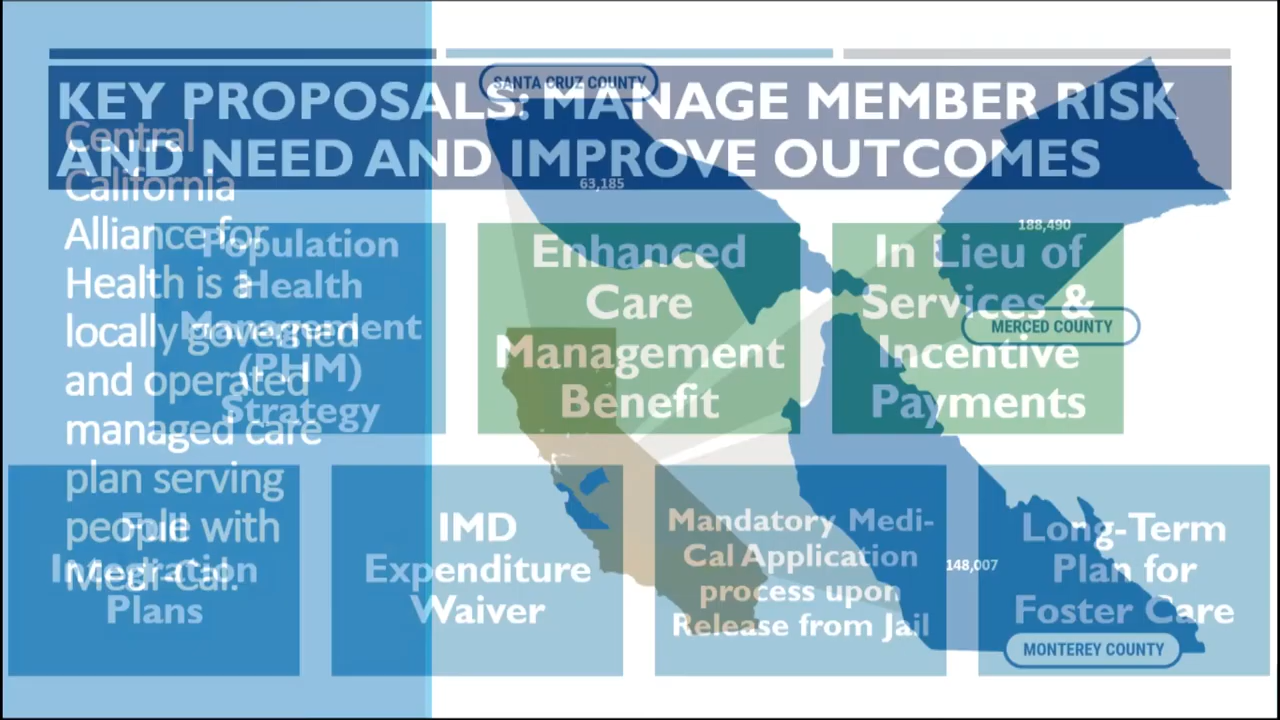 KEY PROPOSALS: MANAGE MEMBER RISK
AND NEED AND IMPROVE OUTCOMES
Population
Health
Management
(PHM)
Strategy
Enhanced
Care
Management
Benefit
In Lieu of
Services &
Incentive
Payments
Full
Integration
Plans
IMD
Expenditure
Waiver
Mandatory Medi-
Cal Application
process upon
Release from Jail
Long-Term
Plan for
Foster Care
Central
California
Alliance for
Health is a
locally governed
and operated
managed care
plan serving
people with
Medi-Cal.
SANTA CRUZ COUNTY
63,185
188,490
MERCED COUNTY
148,007
MONTEREY COUNTY